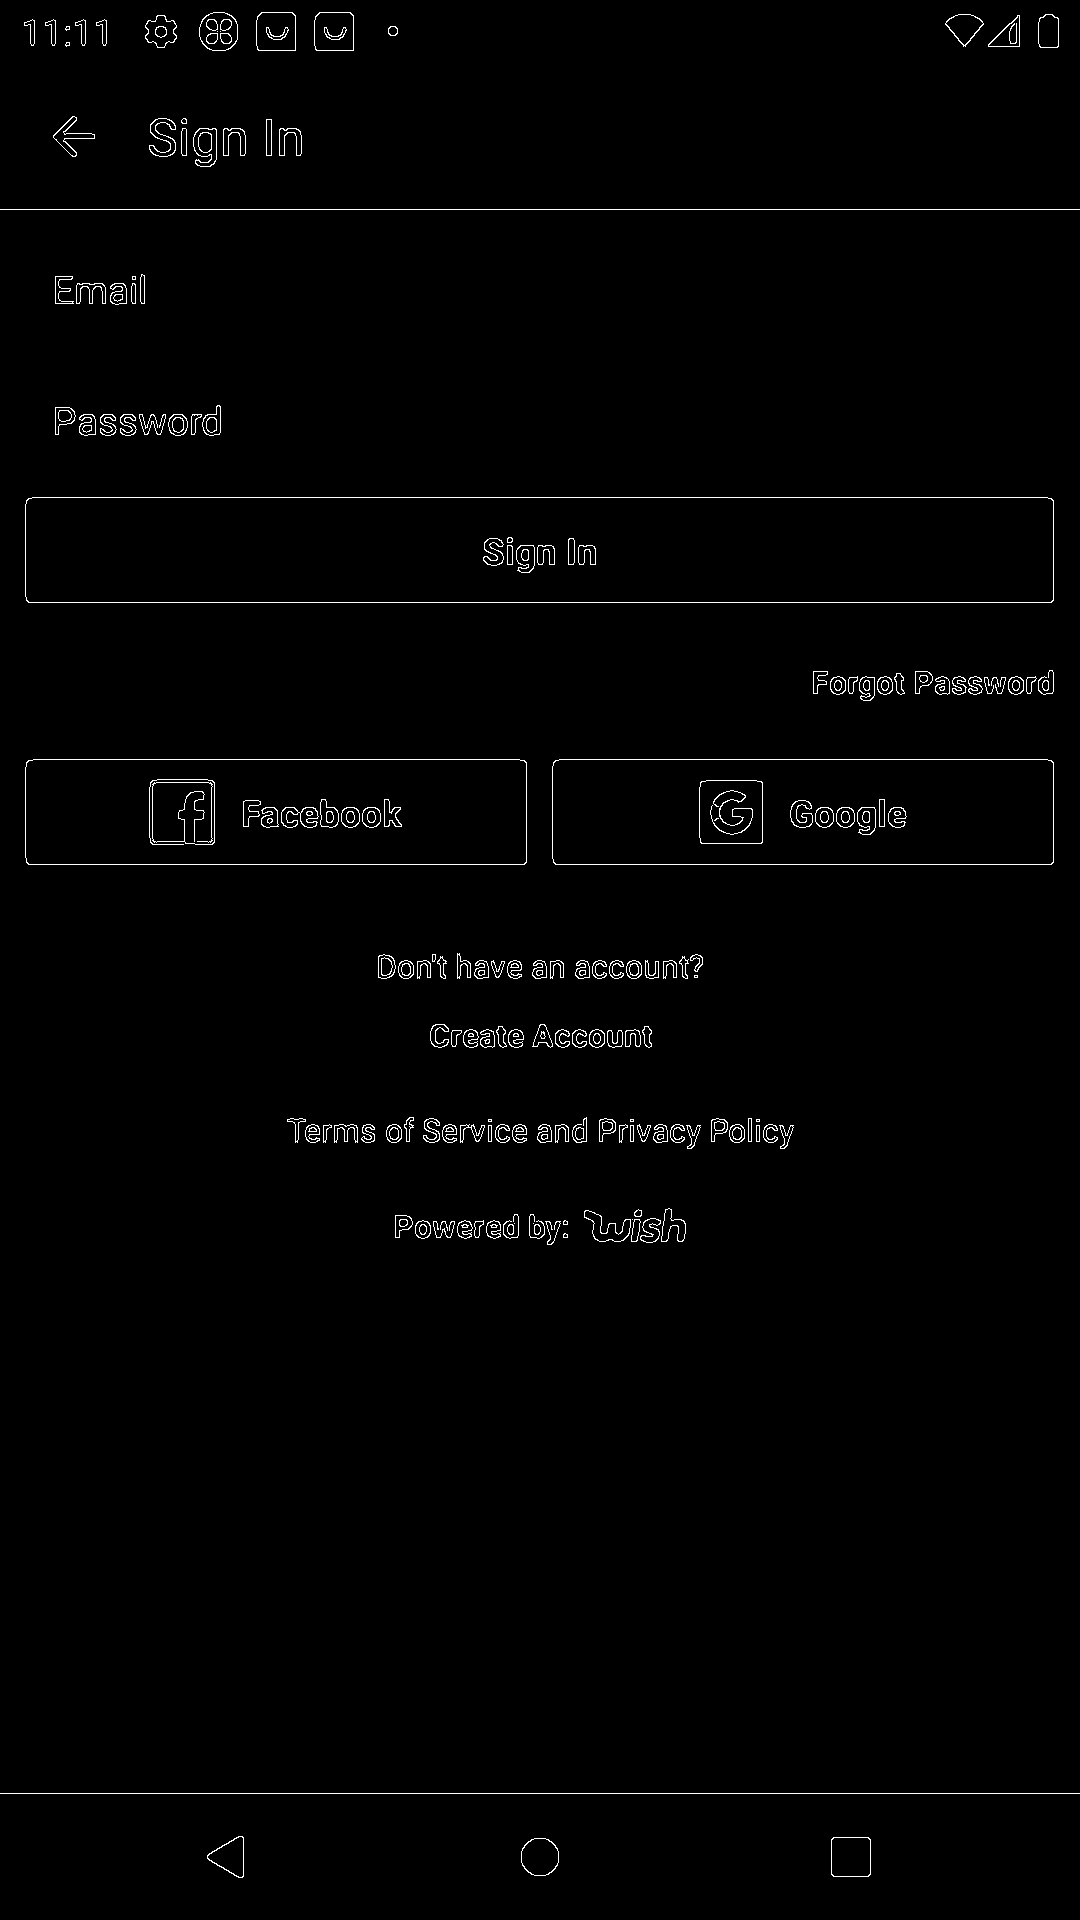 11:11
Sign In
Email
Password
Sign In
Forgot Password
Facebook
Google
Don't have an account?
Create Account
Terms of Service and Privacy Policy
Powered by: wish